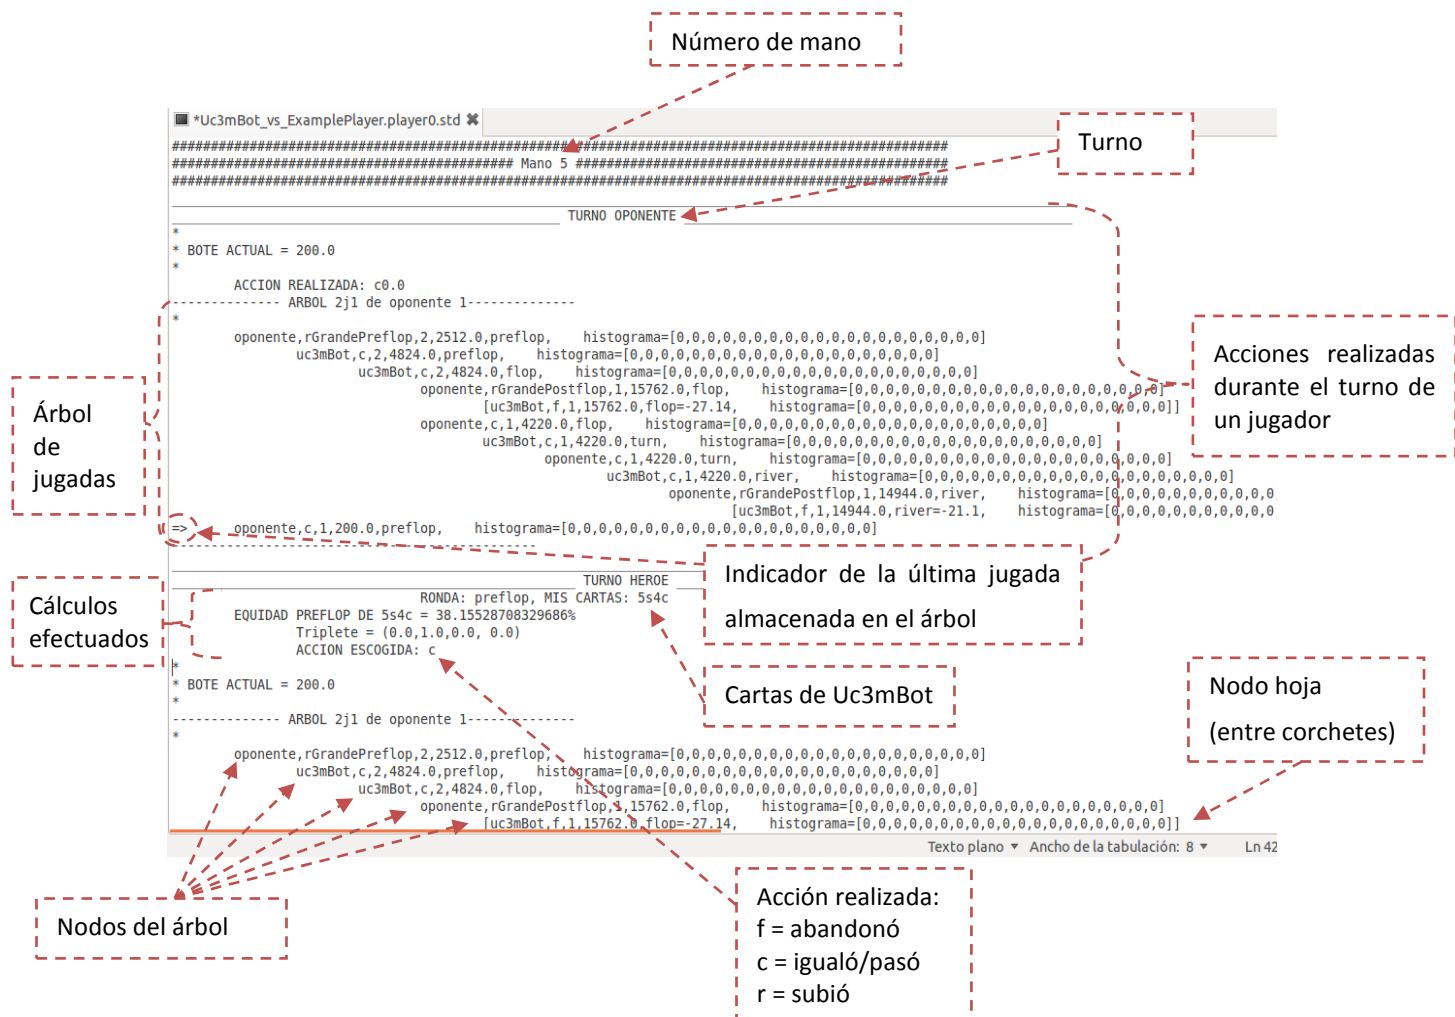 Número de mano
*Uc3mBot_vs_ExamplePlayer.player0.std ✖
Turno
####################################################################################################
############################################ Mano 5 ################################################
####################################################################################################
TURNO OPONENTE
*
* BOTE ACTUAL = 200.0
*
ACCION REALIZADA: c0.0
-------------- ARBOL 2j1 de oponente 1--------------
*
oponente,rGrandePreflop,2,2512.0,preflop, histograma=[0,0,0,0,0,0,0,0,0,0,0,0,0,0,0,0,0,0,0,0]
uc3mBot,c,2,4824.0,preflop, histograma=[0,0,0,0,0,0,0,0,0,0,0,0,0,0,0,0,0,0,0,0]
uc3mBot,c,2,4824.0,flop, histograma=[0,0,0,0,0,0,0,0,0,0,0,0,0,0,0,0,0,0,0,0]
oponente,rGrandePostflop,1,15762.0,flop, histograma=[0,0,0,0,0,0,0,0,0,0,0,0,0,0,0,0,0,0,0,0]
[uc3mBot,f,1,15762.0,flop=-27.14, histograma=[0,0,0,0,0,0,0,0,0,0,0,0,0,0,0,0,0,0,0,0]]
oponente,c,1,4220.0,flop, histograma=[0,0,0,0,0,0,0,0,0,0,0,0,0,0,0,0,0,0,0,0]
uc3mBot,c,1,4220.0,turn, histograma=[0,0,0,0,0,0,0,0,0,0,0,0,0,0,0,0,0,0,0,0]
oponente,c,1,4220.0,turn, histograma=[0,0,0,0,0,0,0,0,0,0,0,0,0,0,0,0,0,0,0,0]
uc3mBot,c,1,4220.0,river, histograma=[0,0,0,0,0,0,0,0,0,0,0,0,0,0,0,0,0,0,0,0]
oponente,rGrandePostflop,1,14944.0,river, histograma=[0,0,0,0,0,0,0,0,0,0,0
[uc3mBot,f,1,14944.0,river=-21.1, histograma=[0,0,0,0,0,0,0,0,0,0,0
=> oponente,c,1,200.0,preflop, histograma=[0,0,0,0,0,0,0,0,0,0,0,0,0,0,0,0,0,0,0,0]
-----------------------------------------------
Acciones realizadas
durante el turno de
un jugador
Árbol
de
jugadas
TURNO HEROE
RONDA: preflop, MIS CARTAS: 5s4c
EQUIDAD PREFLOP DE 5s4c = 38.15528708329686%
Triplete = (0.0,1.0,0.0, 0.0)
ACCION ESCOGIDA: c
*
* BOTE ACTUAL = 200.0
*
-------------- ARBOL 2j1 de oponente 1--------------
*
oponente,rGrandePreflop,2,2512.0,preflop, histograma=[0,0,0,0,0,0,0,0,0,0,0,0,0,0,0,0,0,0,0,0]
uc3mBot,c,2,4824.0,preflop, histograma=[0,0,0,0,0,0,0,0,0,0,0,0,0,0,0,0,0,0,0,0]
uc3mBot,c,2,4824.0,flop, histograma=[0,0,0,0,0,0,0,0,0,0,0,0,0,0,0,0,0,0,0,0]
oponente,rGrandePostflop,1,15762.0,flop, histograma=[0,0,0,0,0,0,0,0,0,0,0,0,0,0,0,0,0,0,0,0]
[uc3mBot,f,1,15762.0,flop=-27.14, histograma=[0,0,0,0,0,0,0,0,0,0,0,0,0,0,0,0,0,0,0,0]]
Texto plano ▾ Ancho de la tabulación: 8 ▾ Ln 42
Indicador de la última jugada
almacenada en el árbol
Cálculos
efectuados
Cartas de Uc3mBot
Nodo hoja
(entre corchetes)
Nodos del árbol
Acción realizada:
f = abandonó
c = igualó/pasó
r = subió